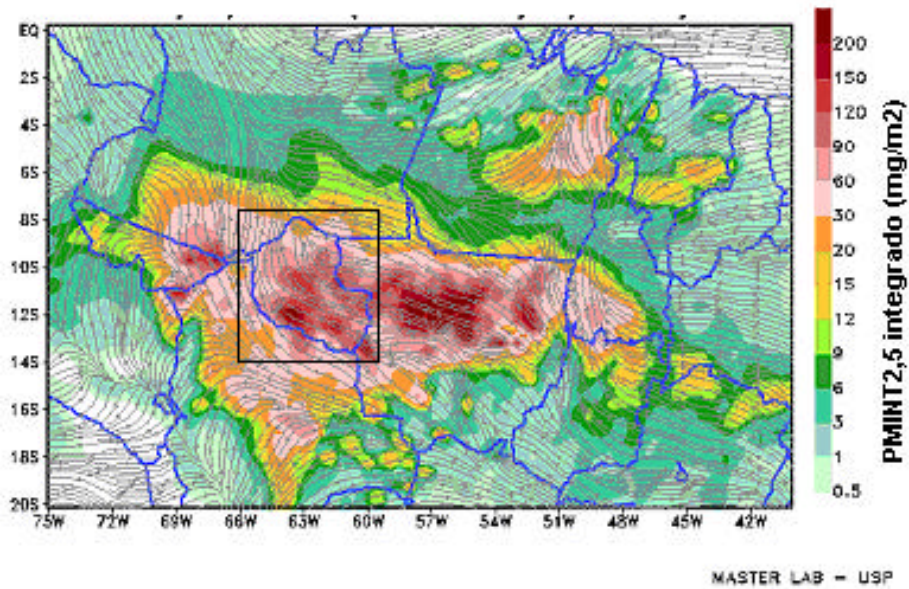 EQ
2S
4S
6S
8S
10S
12S
14S
16S
18S
20S
75W 72W 69W 66W 63W 60W 57W 54W 51W 48W 45W 42W
200
150
120
90
60
30
20
15
12
9
6
3
1
0.5
PMINT2,5 integrado (mg/m2)
MASTER LAB - USP